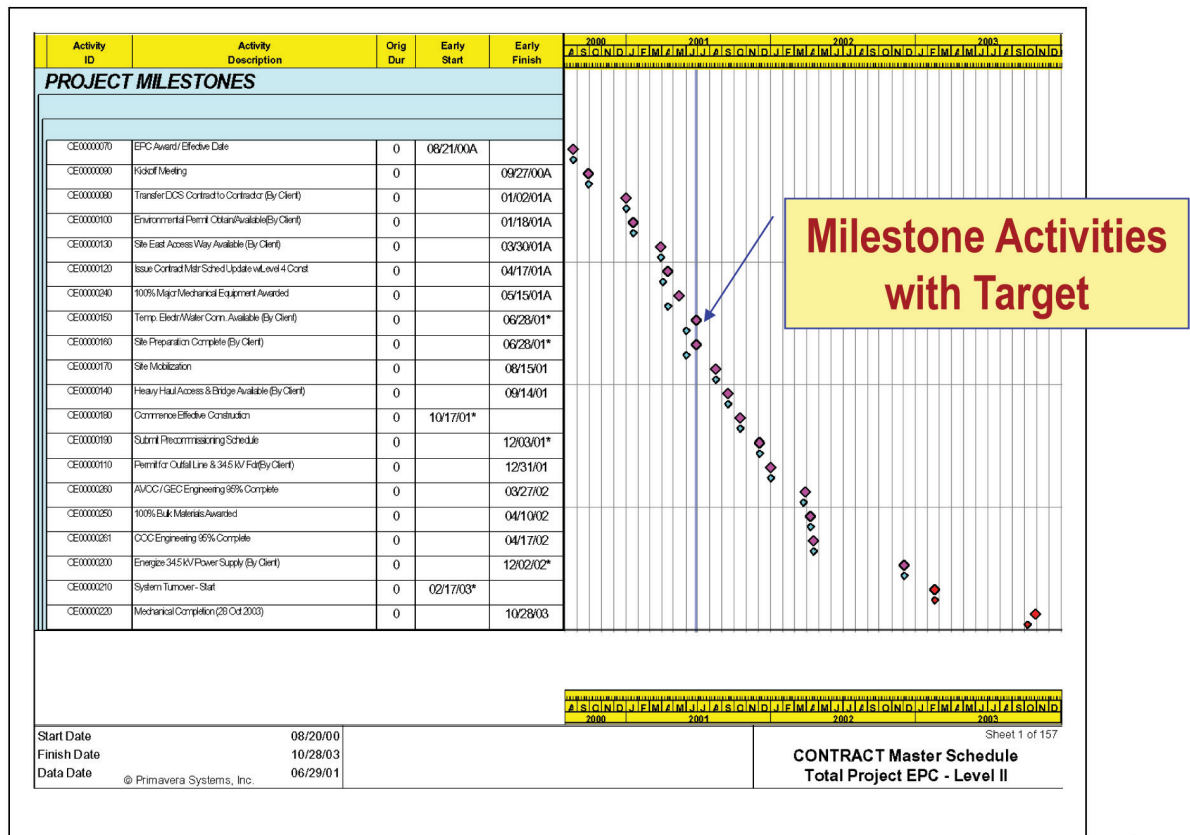 Activity ID Activity Description Orig Dur Early Start Early Finish
2000 2001 2002 2003
A S O N D J F M A M J J A S O N D J F M A M J J A S O N D J F M A M J J A S O N D
PROJECT MILESTONES
CE00000070 EPC Award / Effective Date 0 08/21/00A
CE00000090 Kickoff Meeting 0 09/27/00A
CE00000080 Transfer DCS Contract to Contractor (By Client) 0 01/02/01A
CE00000100 Environmental Permit Obtain/Available(By Client) 0 01/18/01A
CE00000130 Site East Access Way Available (By Client) 0 03/30/01A
CE00000120 Issue Contract Mstr Sched Update w/Level 4 Const 0 04/17/01A
CE00000240 100% Major Mechanical Equipment Awarded 0 05/15/01A
CE00000150 Temp. Electr/Water Conn. Available (By Client) 0 06/28/01*
CE00000160 Site Preparation Complete (By Client) 0 06/28/01*
CE00000170 Site Mobilization 0 08/15/01
CE00000140 Heavy Haul Access & Bridge Available (By Client) 0 09/14/01
CE00000180 Commence Effective Construction 0 10/17/01*
CE00000190 Submit Precommissioning Schedule 0 12/03/01*
CE00000110 Permit for Outfall Line & 34.5 kV Fdr(By Client) 0 12/31/01
CE00000260 AVOC / GEC Engineering 95% Complete 0 03/27/02
CE00000250 100% Bulk Materials Awarded 0 04/10/02
CE00000261 COC Engineering 95% Complete 0 04/17/02
CE00000200 Energize 34.5 kV Power Supply (By Client) 0 12/02/02*
CE00000210 System Turnover - Start 0 02/17/03*
CE00000220 Mechanical Completion (28 Oct 2003) 0 10/28/03
Milestone Activities
with Target
A S O N D J F M A M J J A S O N D J F M A M J J A S O N D J F M A M J J A S O N D
2000 2001 2002 2003
Start Date 08/20/00
Finish Date 10/28/03
Data Date 06/29/01
© Primavera Systems, Inc.
Sheet 1 of 157
CONTRACT Master Schedule
Total Project EPC - Level II